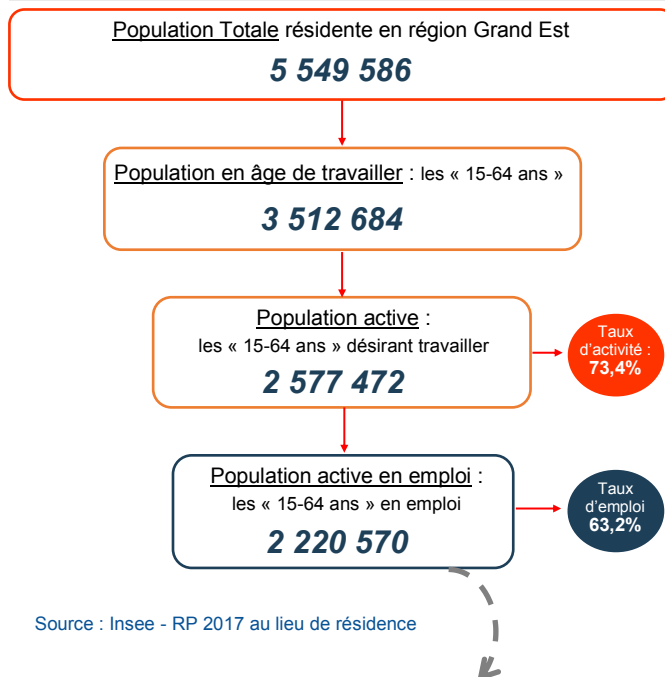 Population Totale résidente en région Grand Est
5 549 586
Population en âge de travailler : les « 15-64 ans »
3 512 684
Population active :
les « 15-64 ans » désirant travailler
2 577 472
Taux
d'activité :
73,4%
Population active en emploi :
les « 15-64 ans » en emploi
2 220 570
Taux
d'emploi
63,2%
Source : Insee - RP 2017 au lieu de résidence